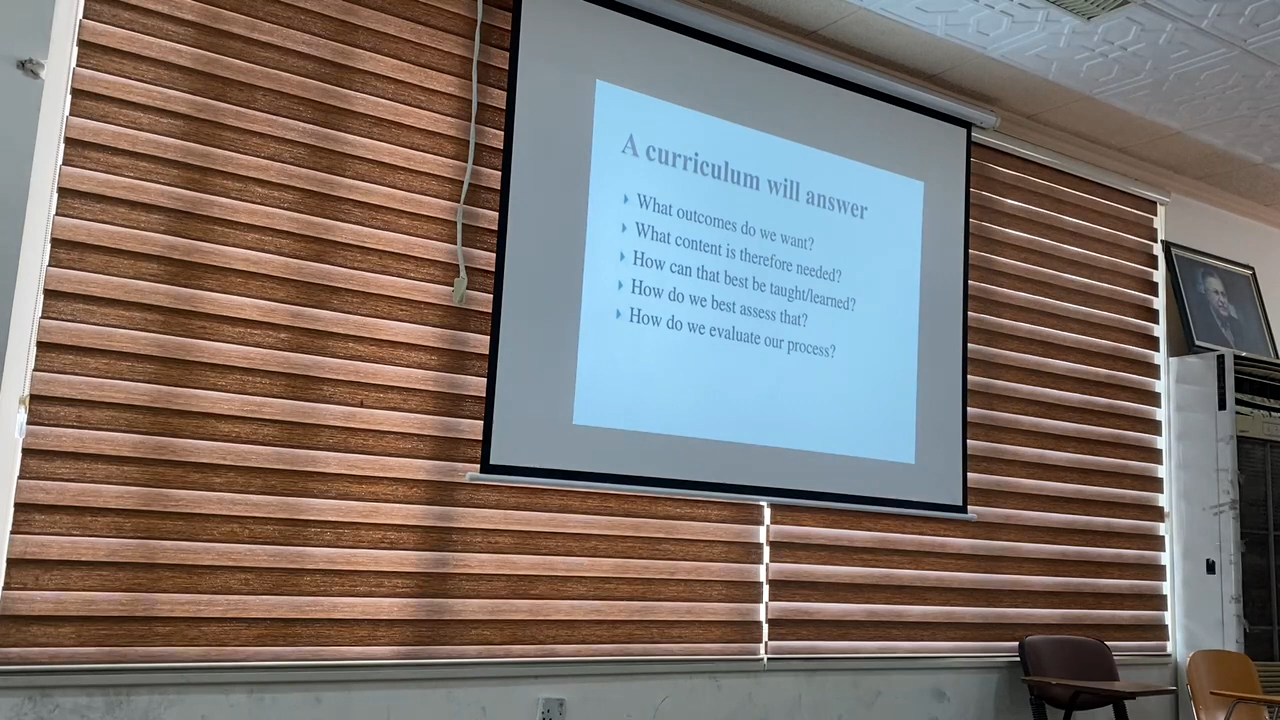 A curriculum will answer
What outcomes do we want?
What content is therefore needed?
How can that best be taught/learned?
How do we best assess that?
How do we evaluate our process?